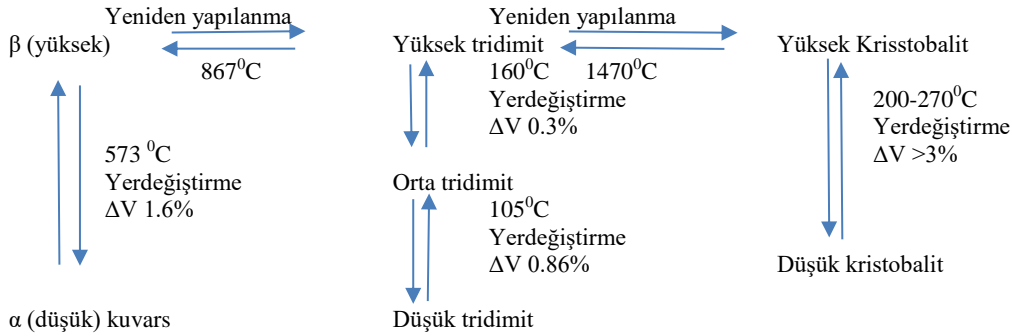 Yeniden yapılanma
Yeniden yapılanma
β (yüksek)
Yüksek tridimit
Yüksek Krisstobalit
867⁰C
160⁰C
1470⁰C
Yerdeğiştirme
ΔV 0.3%
200-270⁰C
Yerdeğiştirme
ΔV >3%
573 ⁰C
Yerdeğiştirme
ΔV 1.6%
Orta tridimit
105⁰C
Yerdeğiştirme
ΔV 0.86%
Düşük kristobalit
α (düşük) kuvars
Düşük tridimit